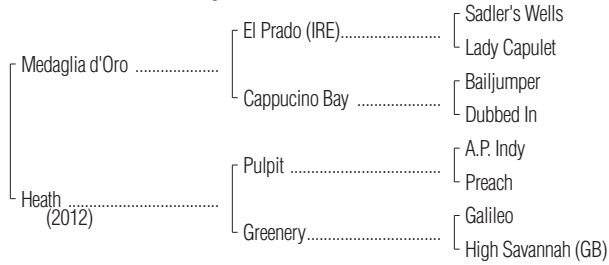 Sadler's Wells
El Prado (IRE)....................
Lady Capulet
Medaglia d'Oro ..................
Bailjumper
Cappucino Bay ..................
Dubbed In
A.P. Indy
Pulpit .................................
Preach
Heath .................................
(2012)
Galileo
Greenery.............................
High Savannah (GB)